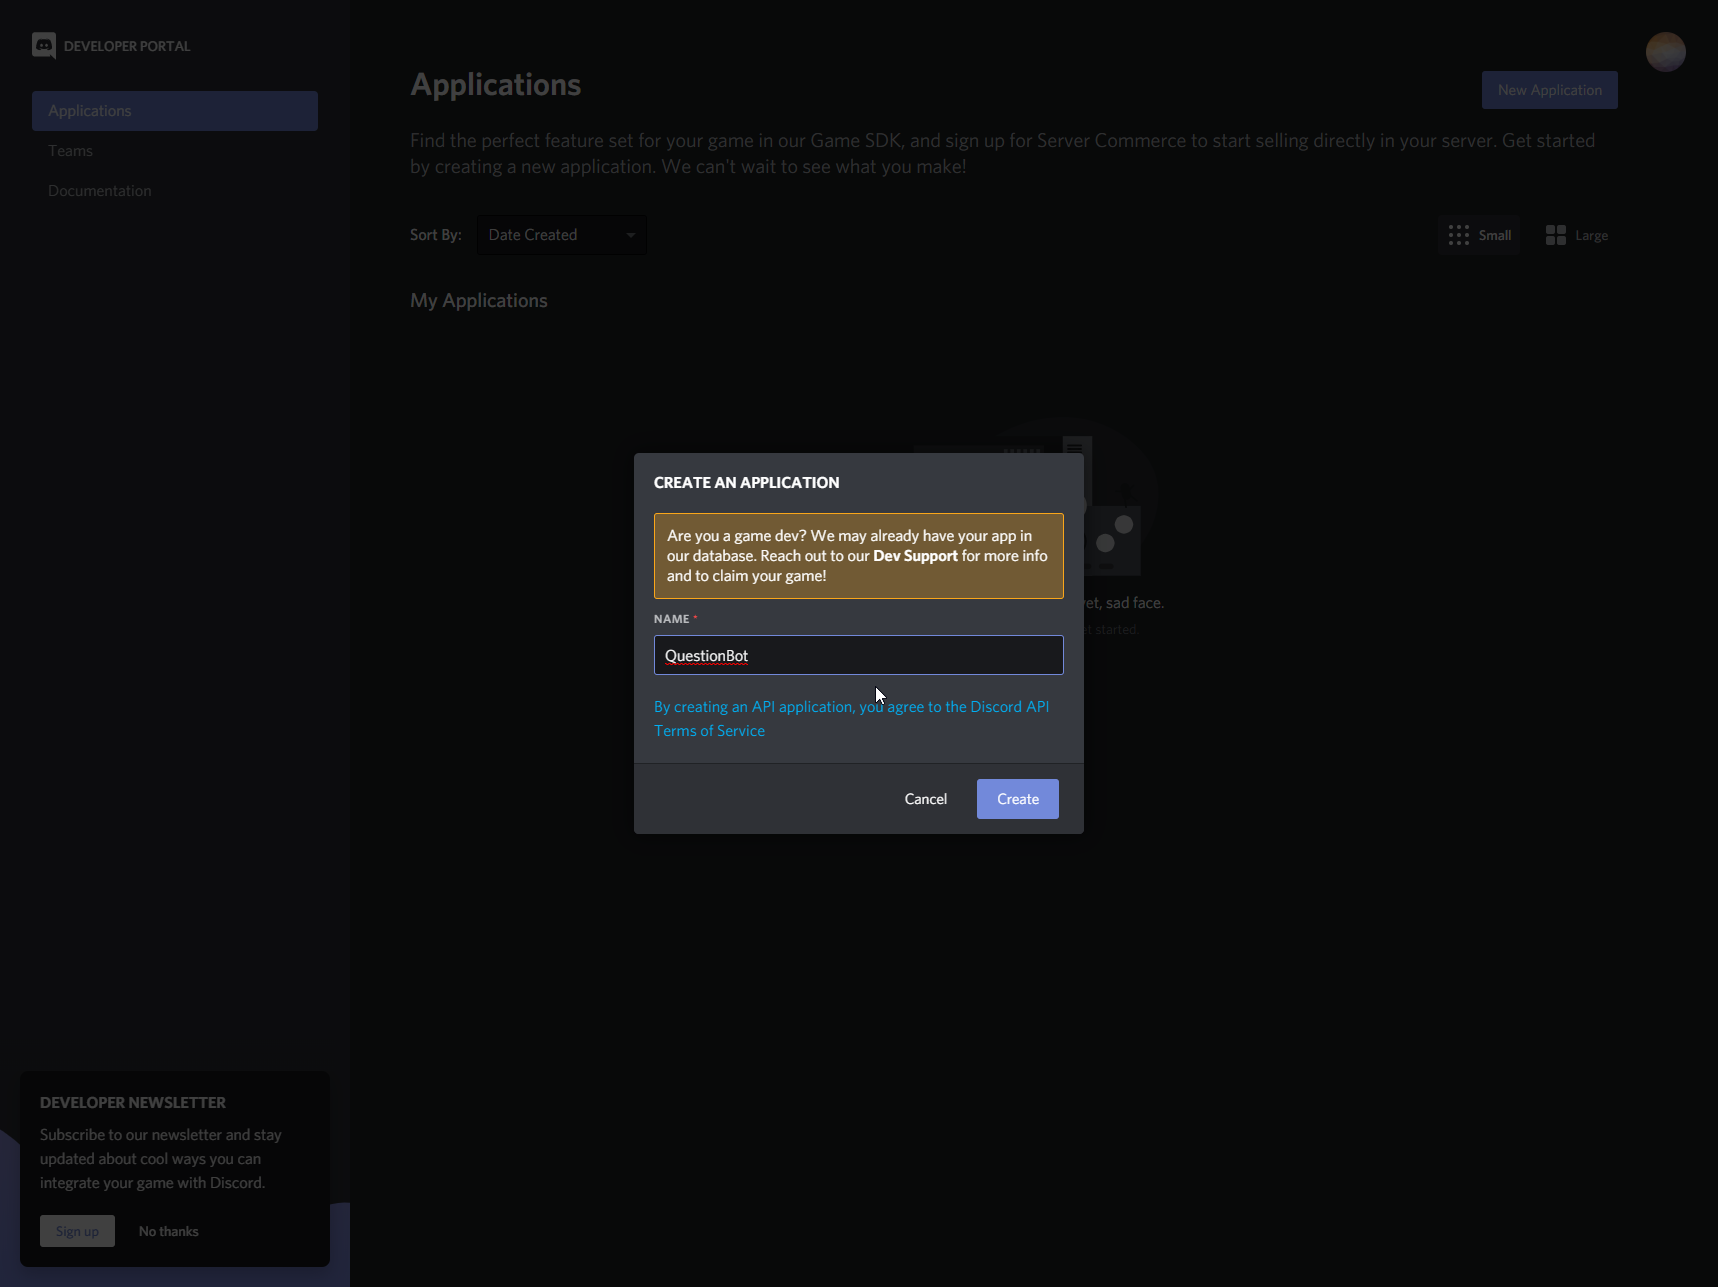 DEVELOPER PORTAL
Applications
Teams
Documentation
Applications
New Application
Find the perfect feature set for your game in our Game SDK, and sign up for Server Commerce to start selling directly in your server. Get started
by creating a new application. We can't wait to see what you make!
Sort By:
Date Created
Small
Large
My Applications
CREATE AN APPLICATION
Are you a game dev? We may already have your app in
our database. Reach out to our Dev Support for more info
and to claim your game!
NAME *
QuestionBot
By creating an API application, you agree to the Discord API
Terms of Service
Cancel
Create
yet, sad face.
started.
DEVELOPER NEWSLETTER
Subscribe to our newsletter and stay
updated about cool ways you can
integrate your game with Discord.
Sign up
No thanks